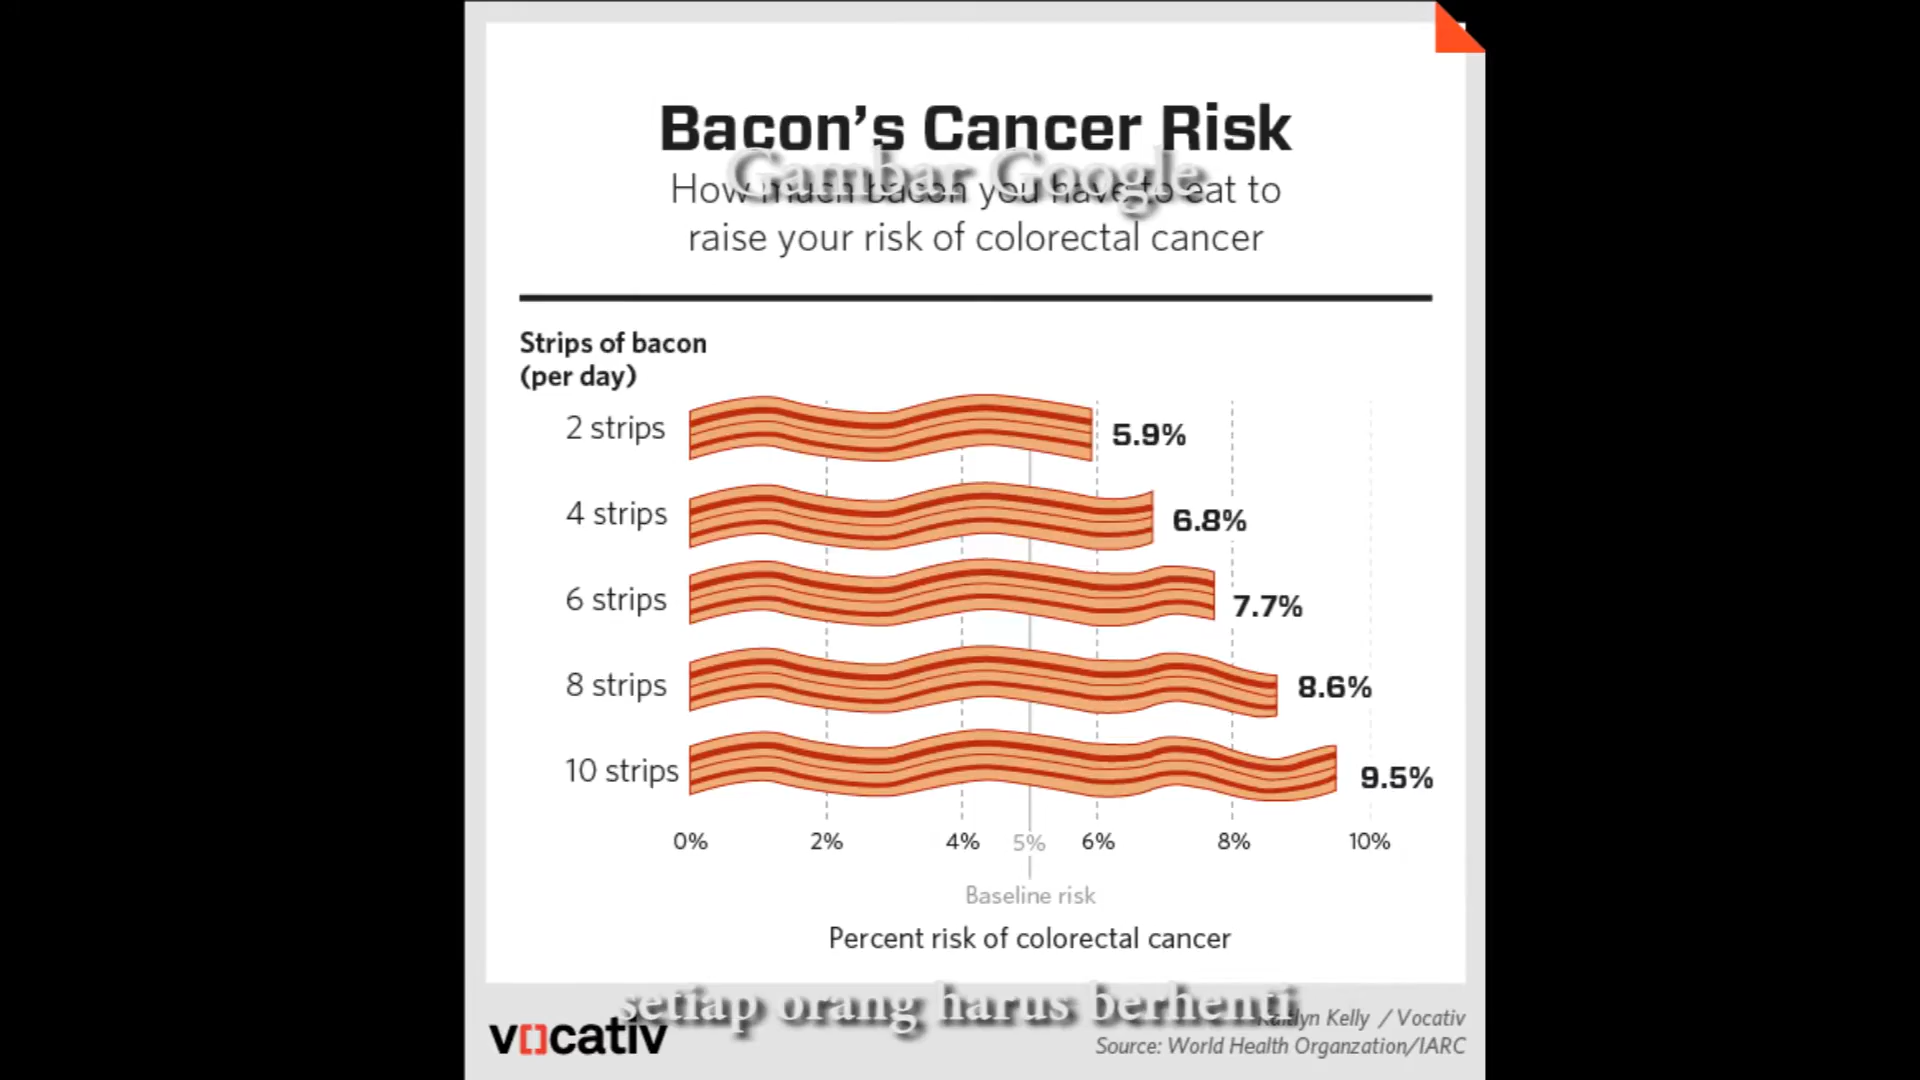 Bacon's Cancer Risk
Gambar Google
How much bacon you have to eat to
raise your risk of colorectal cancer
Strips of bacon
(per day)
2 strips 5.9%
4 strips 6.8%
6 strips 7.7%
8 strips 8.6%
10 strips 9.5%
0% 2% 4% 5% 6% 8% 10%
Baseline risk
Percent risk of colorectal cancer
setiap orang harus berhenti
vocativ
Kaitlyn Kelly / Vocativ
Source: World Health Organzation/IARC